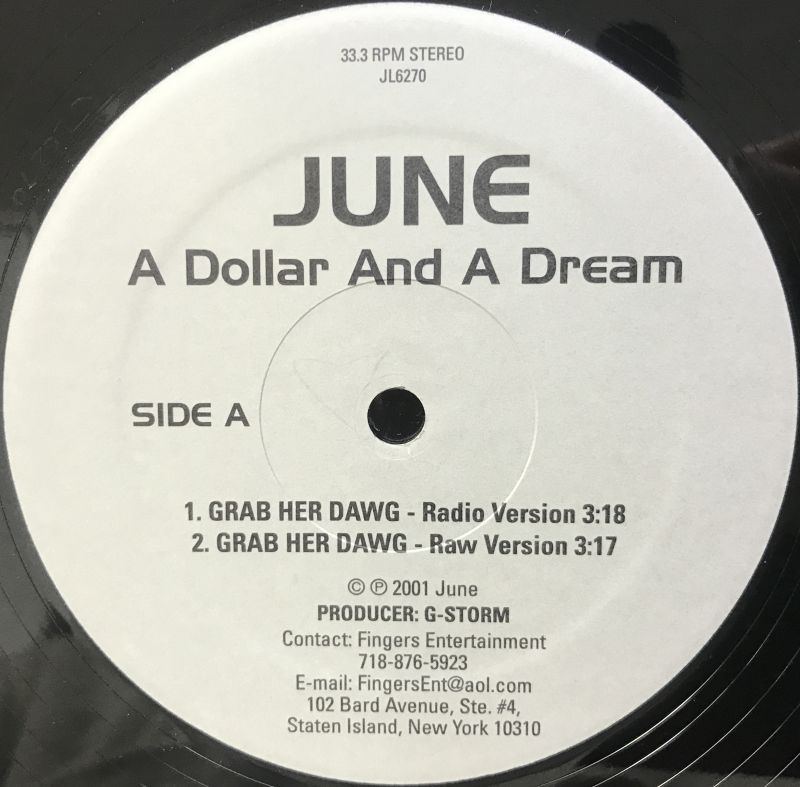 33.3 RPM STEREO
JL6270
JUNE
A Dollar And A Dream
SIDE A
1. GRAB HER DAWG - Radio Version 3:18
2. GRAB HER DAWG - Raw Version 3:17
© ℗ 2001 June
PRODUCER: G-STORM
Contact: Fingers Entertainment
718-876-5923
E-mail: FingersEnt@aol.com
102 Bard Avenue, Ste. #4,
Staten Island, New York 10310